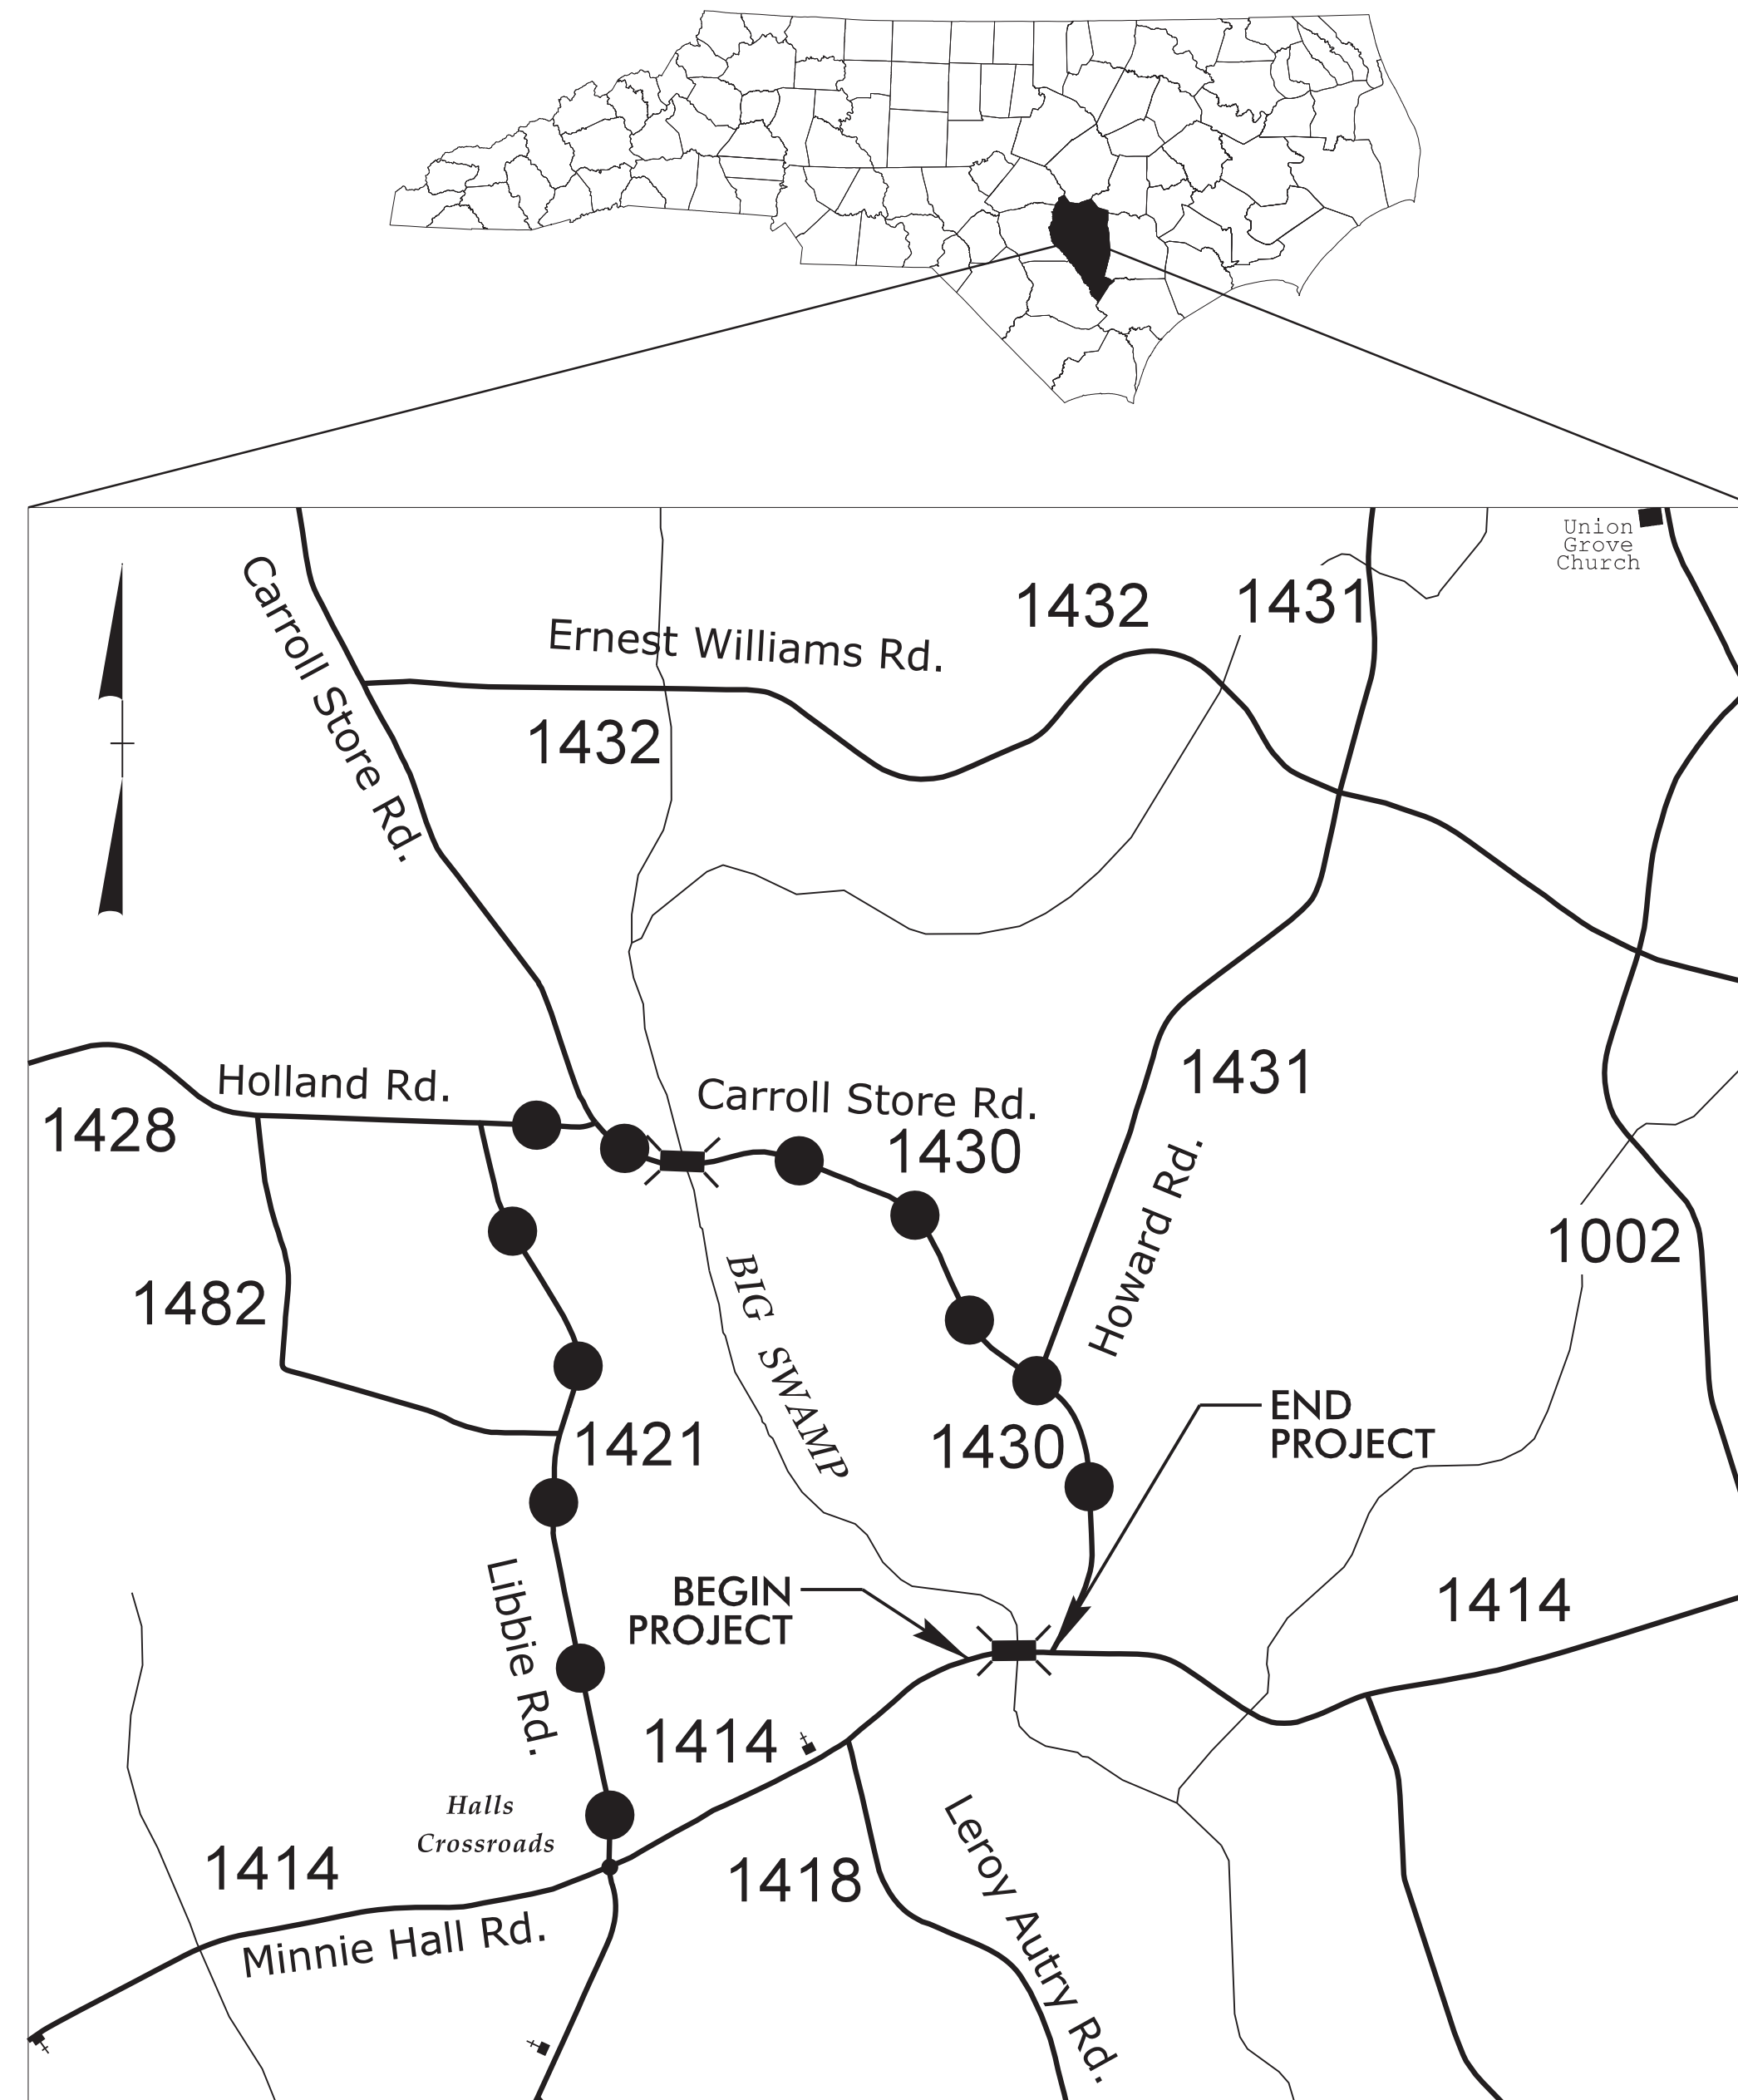 Union
Grove
Church
Carroll Store Rd.
Ernest Williams Rd.
1432
1431
1432
Holland Rd.
1428
Carroll Store Rd.
1430
1431
Howard Rd.
1002
1482
BIG SWAMP
1421
1430
END
PROJECT
Libbie Rd.
BEGIN
PROJECT
1414
1414
Halls
Crossroads
1414
Minnie Hall Rd.
1418
Leroy Autry Rd.